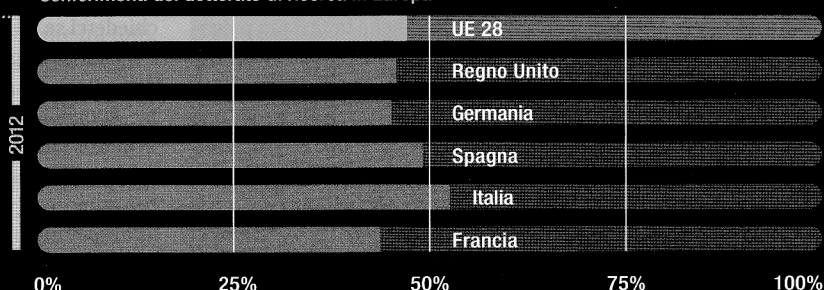 UE 28
Regno Unito
Germania
Spagna
Italia
Francia
2012
0% 25% 50% 75% 100%